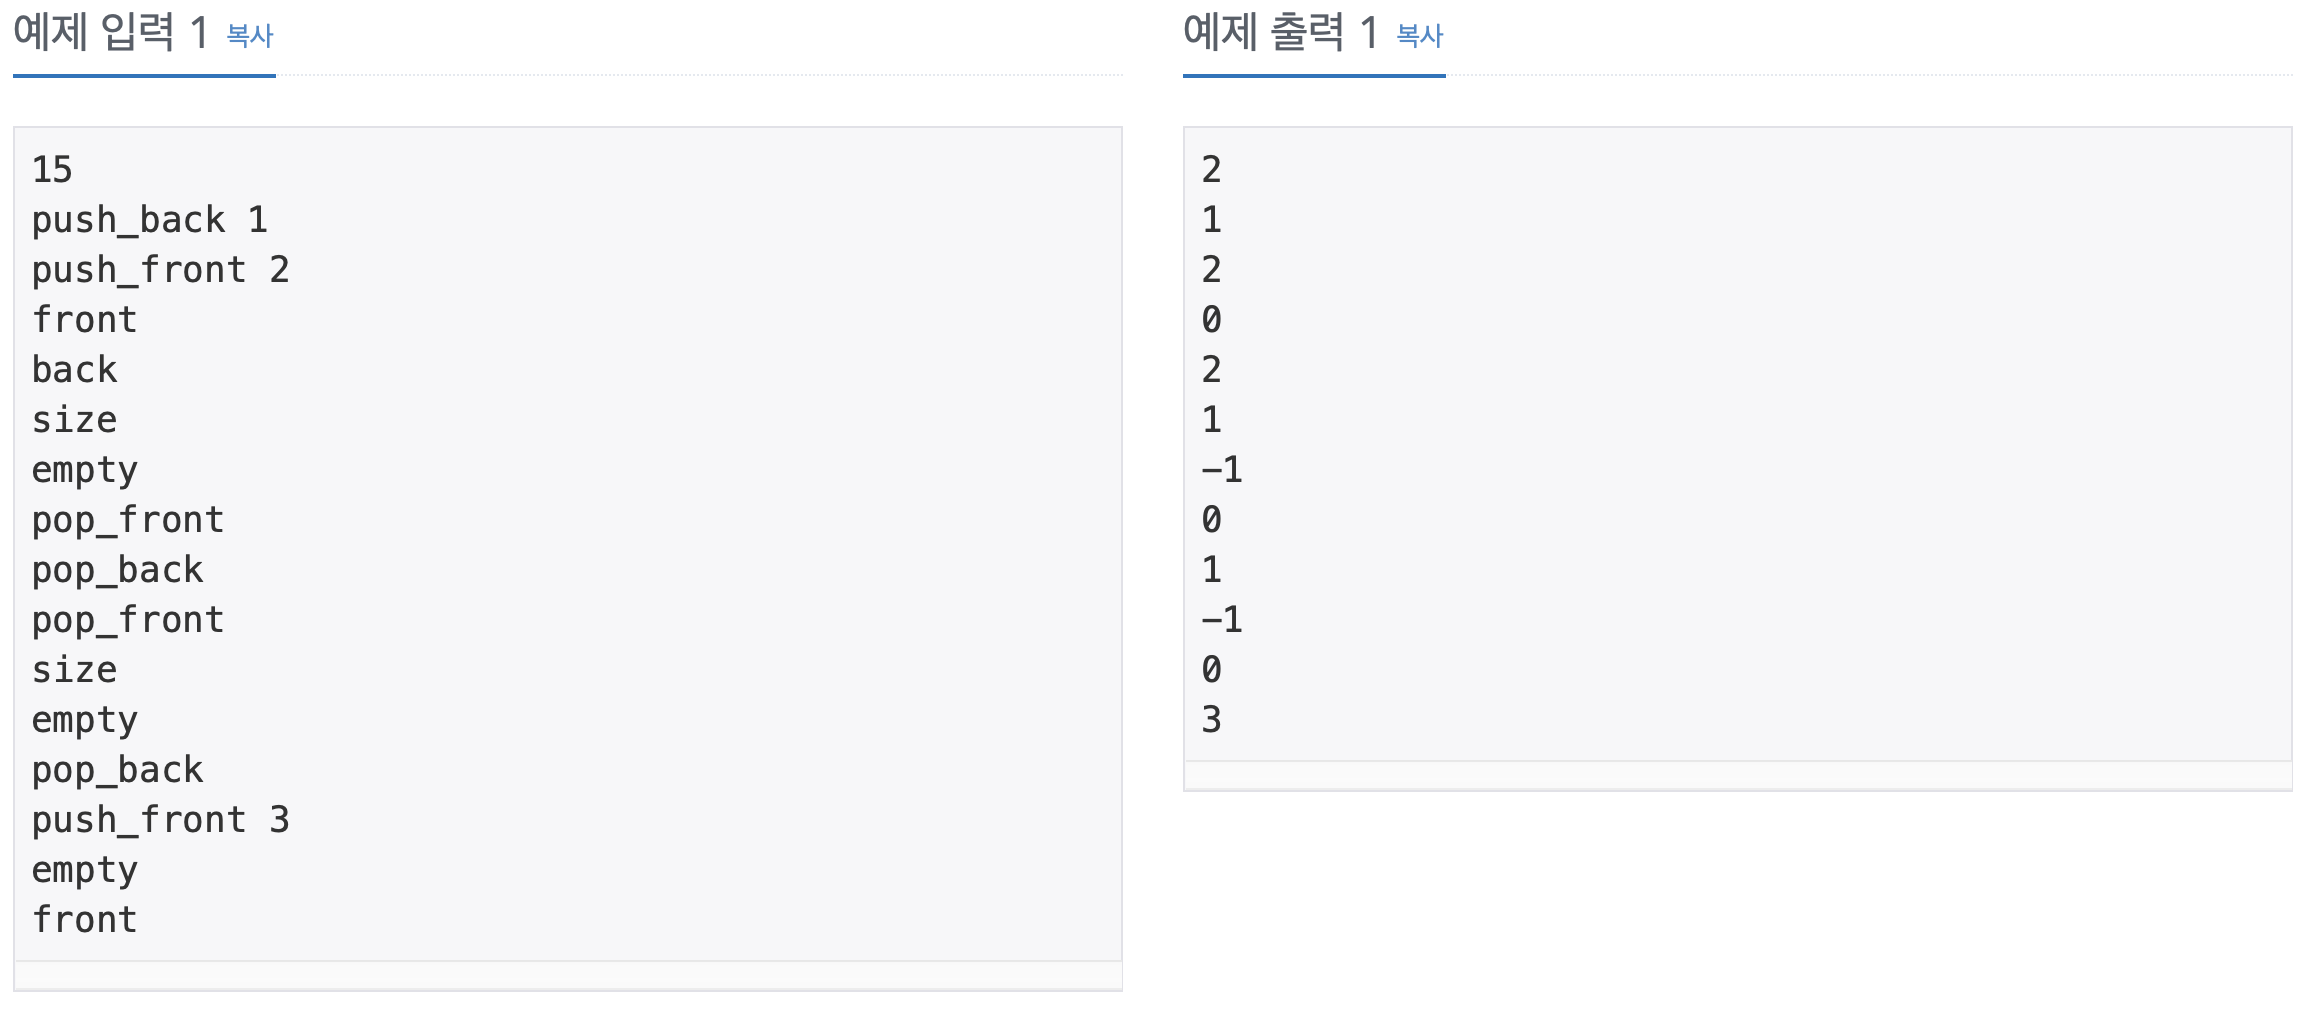 예제 입력 1 복사
15
push_back 1
push_front 2
front
back
size
empty
pop_front
pop_back
pop_front
size
empty
pop_back
push_front 3
empty
front
예제 출력 1 복사
2
1
2
0
2
1
-1
0
1
-1
0
3